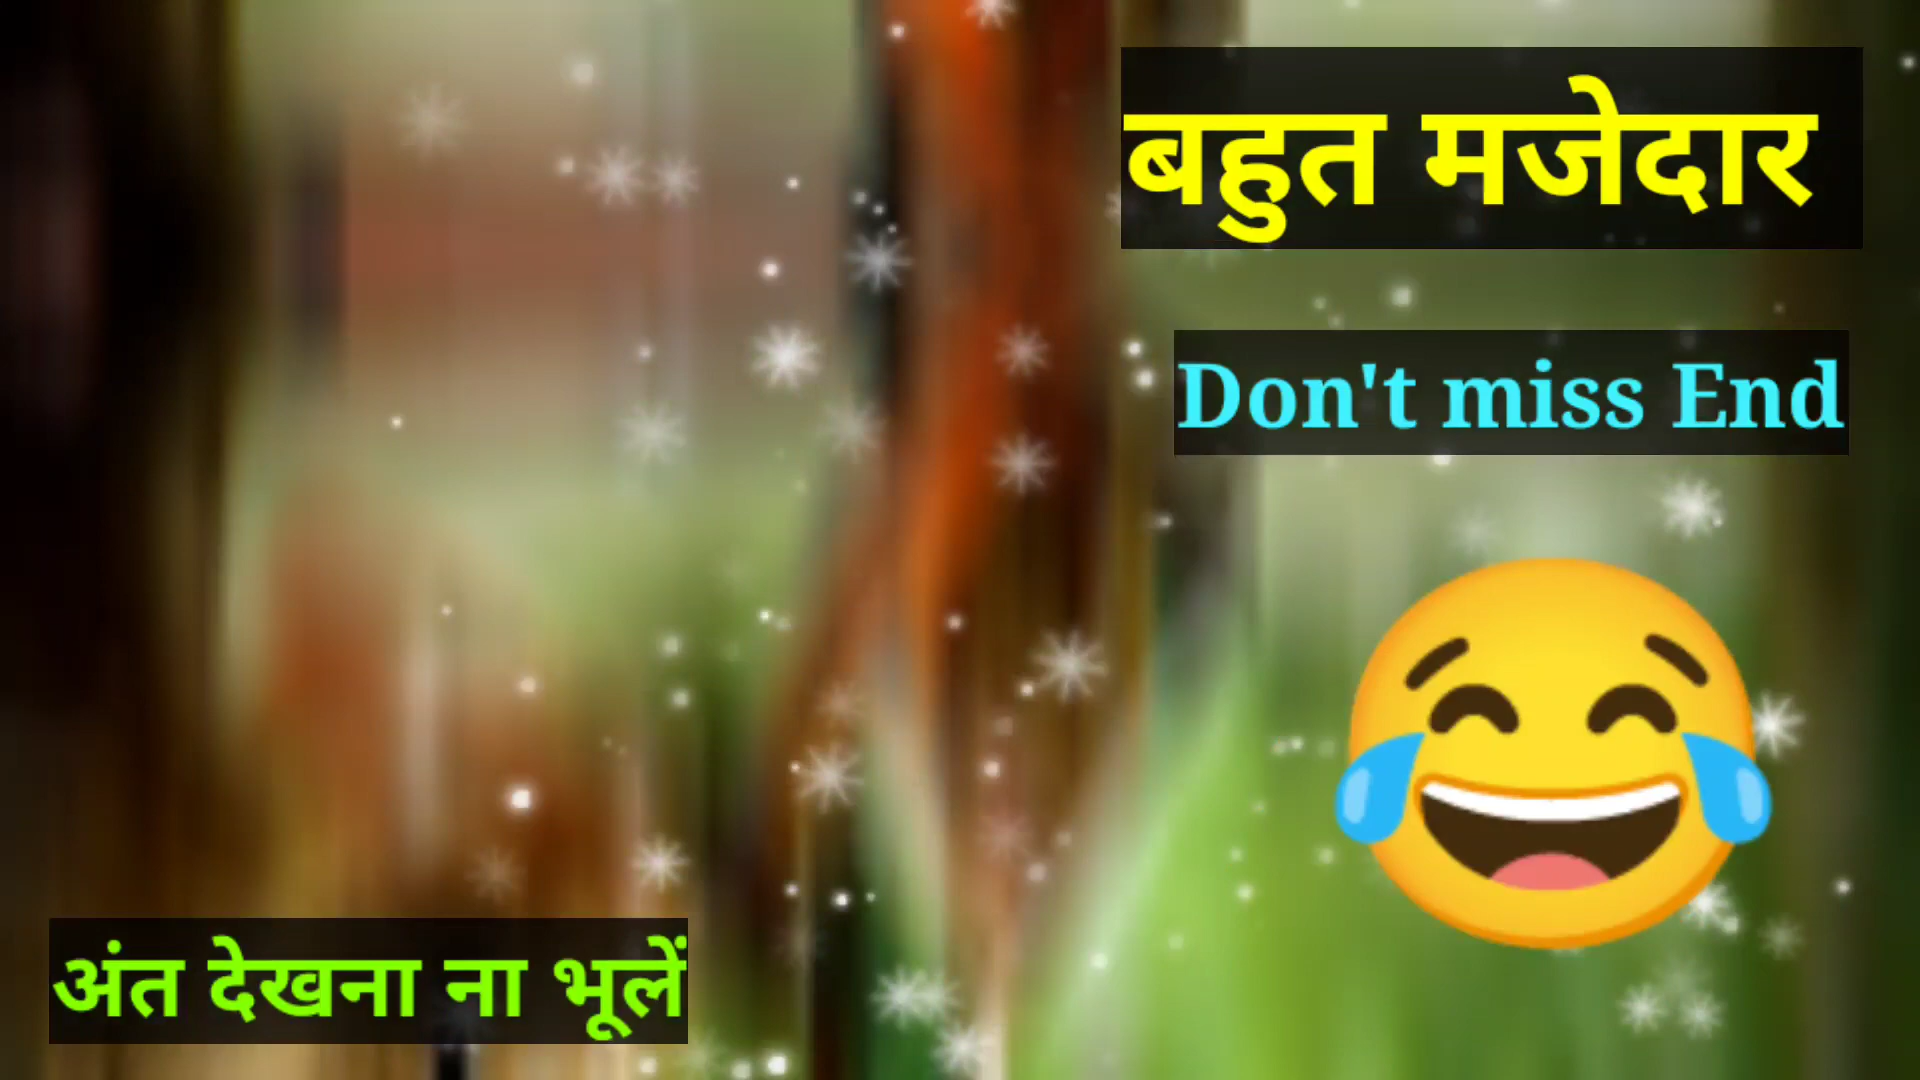 बहुत मजेदार
Don't miss End
अंत देखना ना भूलें